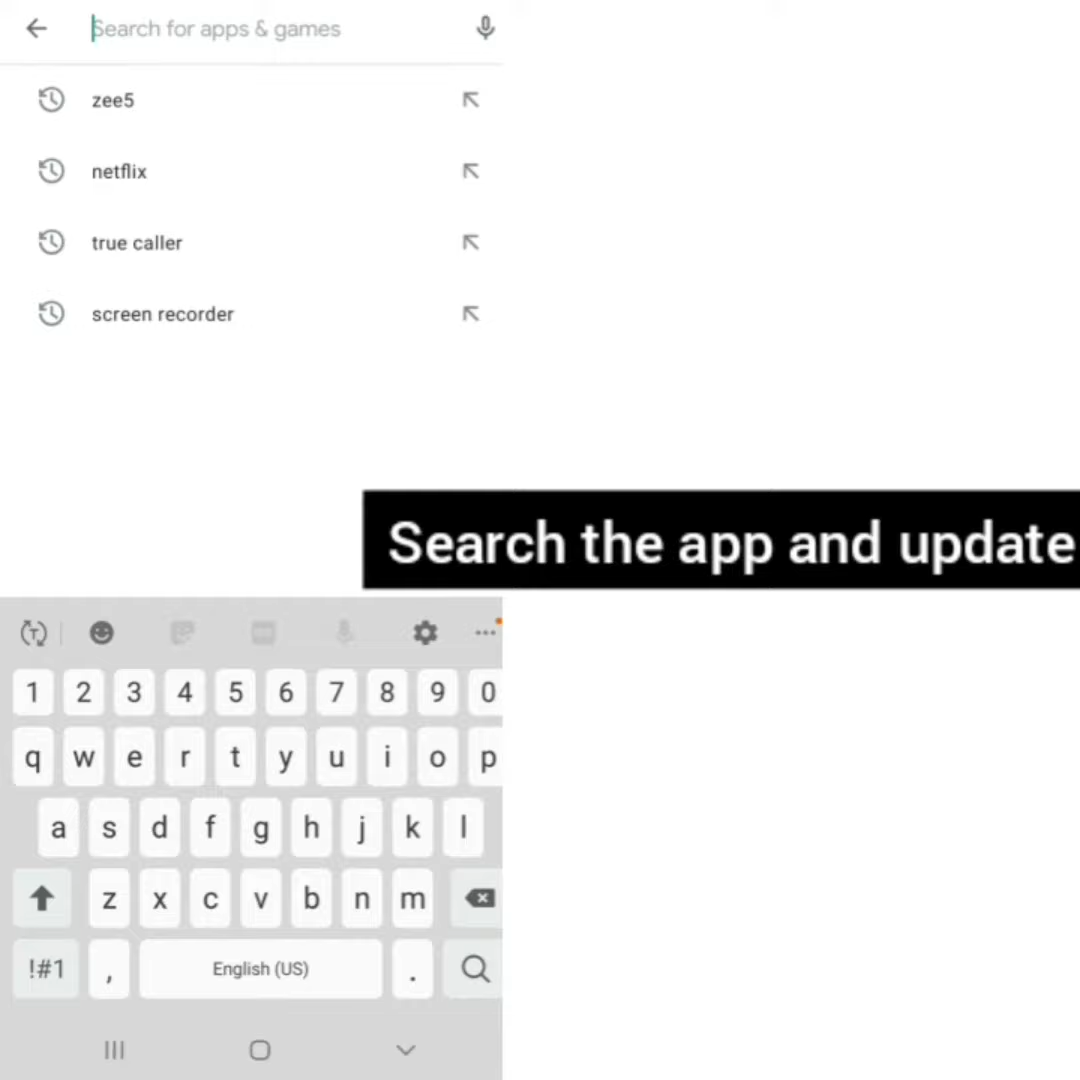 Search for apps & games
zee5
netflix
true caller
screen recorder
Search the app and update
1 2 3 4 5 6 7 8 9 0
q w e r t y u i o p
a s d f g h j k l
z x c v b n m
!#1 , English (US) .